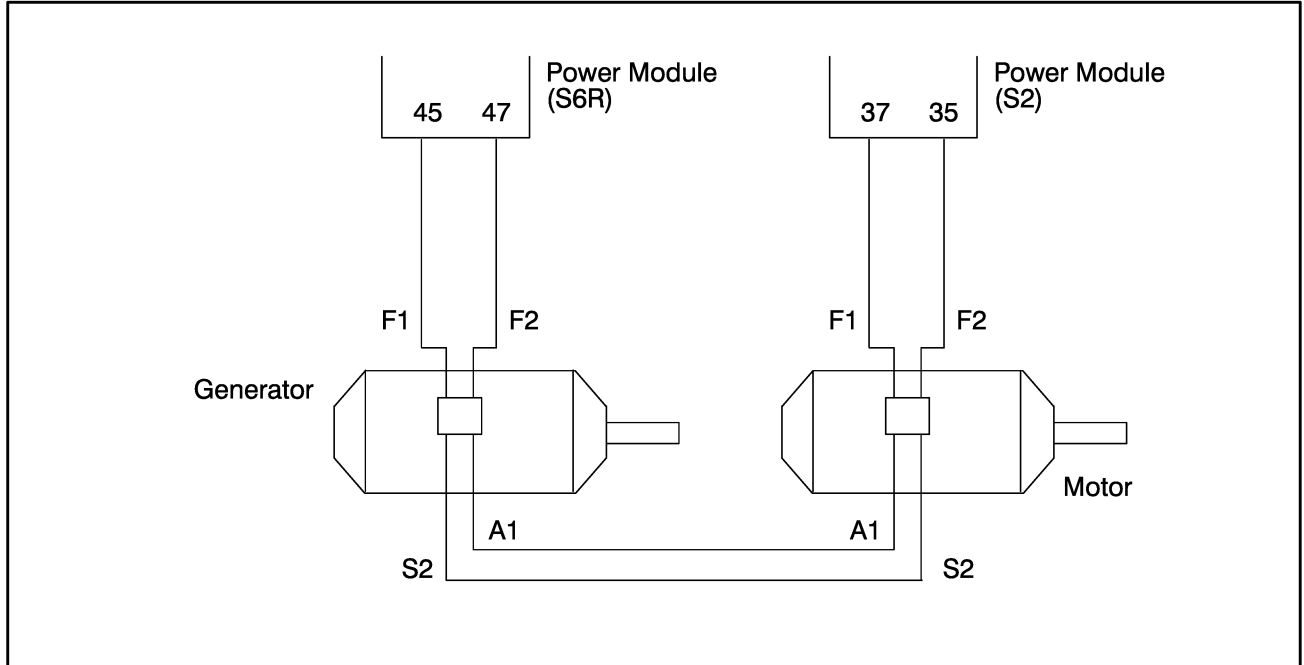 Power Module
(S6R)
45 47
Power Module
(S2)
37 35
F1 F2
F1 F2
Generator
Motor
A1 A1
S2 S2